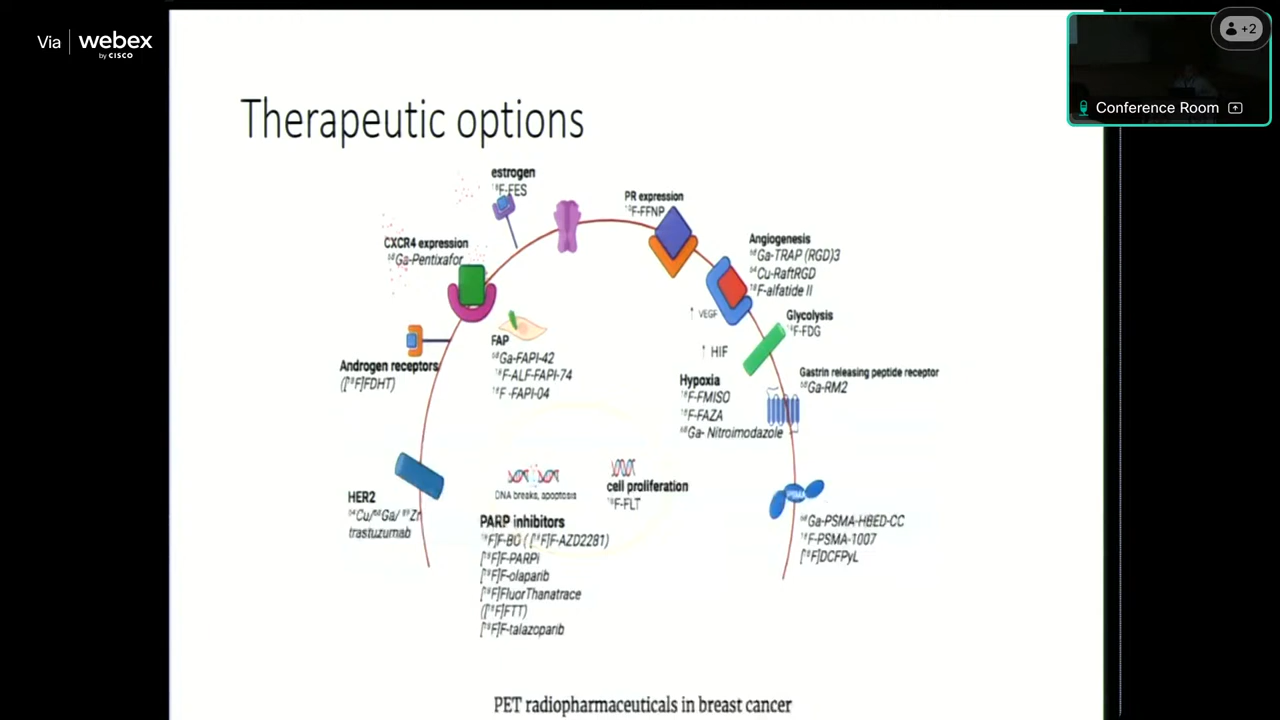 Via webex
by CISCO
+2
Conference Room
Therapeutic options
estrogen
¹⁸F-FES
PR expression
¹⁸F-FFNP
CXCR4 expression
⁶⁸Ga-Pentixafor
Angiogenesis
⁶⁸Ga-TRAP (RGD)3
⁶⁴Cu-RaftRGD
¹⁸F-alfatide II
↑ VEGF
Glycolysis
¹⁸F-FDG
FAP
⁶⁸Ga-FAPI-42
¹⁸F-ALF-FAPI-74
¹⁸F -FAPI-04
Androgen receptors
([¹⁸F]FDHT)
↑ HIF
Hypoxia
¹⁸F-FMISO
¹⁸F-FAZA
⁶⁸Ga- Nitroimodazole
Gastrin releasing peptide receptor
⁶⁸Ga-RM2
HER2
⁶⁴Cu/⁶⁸Ga/ ⁸⁹Zr
trastuzumab
DNA breaks, apoptosis
cell proliferation
¹⁸F-FLT
PARP inhibitors
¹⁸F]F-BO ( [¹⁸F]F-AZD2281)
[¹⁸F]F-PARPi
[¹⁸F]F-olaparib
[¹⁸F]FluorThanatrace
([¹⁸F]FTT)
[¹⁸F]F-talazoparib
PSMA
⁶⁸Ga-PSMA-HBED-CC
¹⁸F-PSMA-1007
[¹⁸F]DCFPyL
PET radiopharmaceuticals in breast cancer